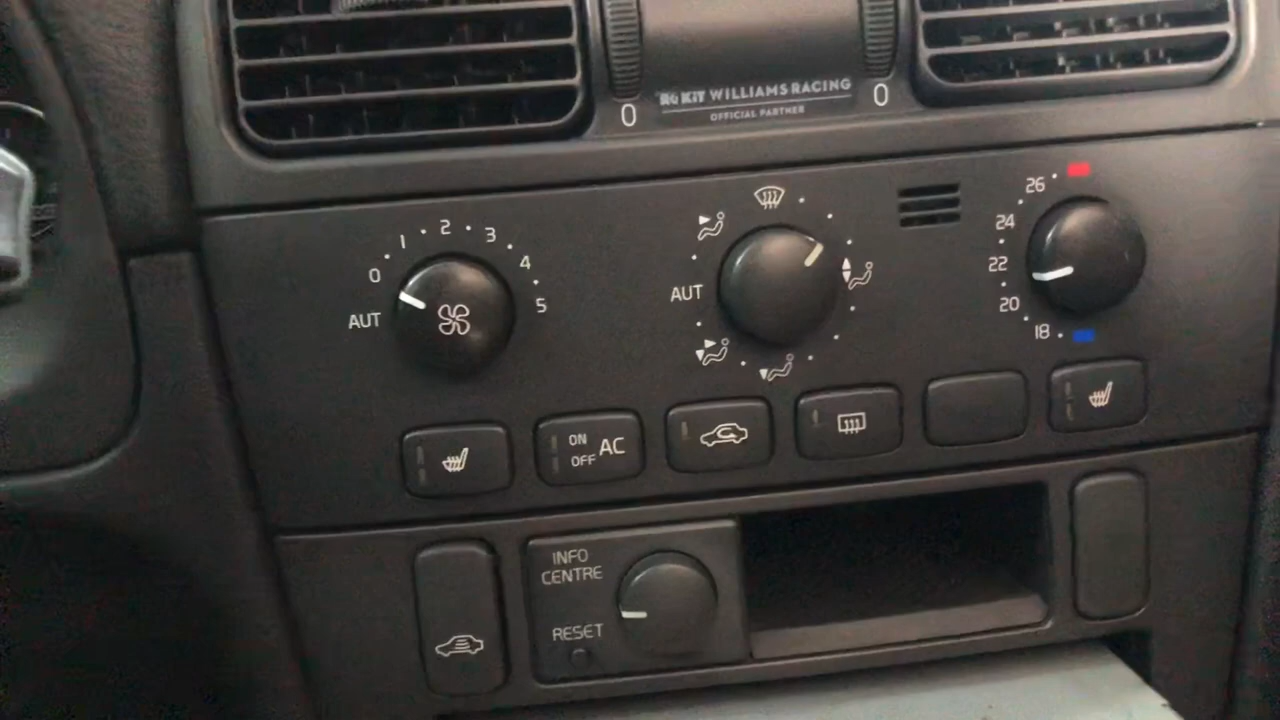 0
ROKiT WILLIAMS RACING
OFFICIAL PARTNER
0
AUT 0 1 2 3 4 5
AUT
26
24
22
20
18
ON
OFF
AC
INFO
CENTRE
RESET